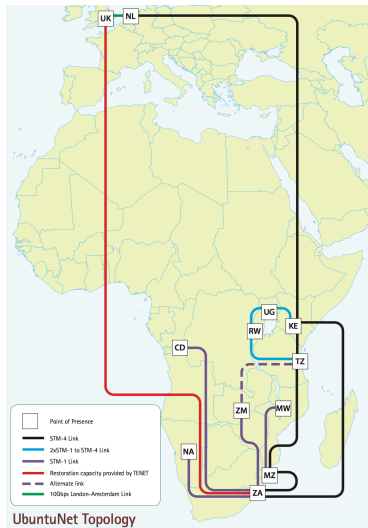 UK
NL
UG
KE
RW
CD
TZ
ZM
MW
NA
MZ
ZA
Point of Presence
STM-4 Link
2xSTM-1 to STM-4 Link
STM-1 Link
Restoration capacity provided by TENET
Alternate link
10Gbps London-Amsterdam Link
UbuntuNet Topology